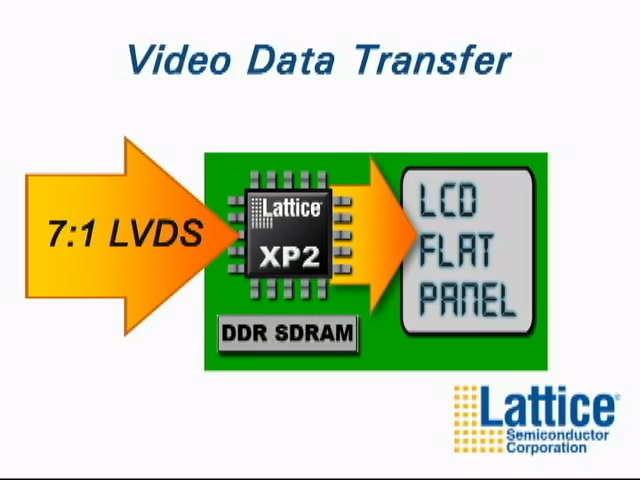 Video Data Transfer
7:1 LVDS
Lattice
XP2
LCD
FLAT
PANEL
DDR SDRAM
Lattice®
Semiconductor
Corporation